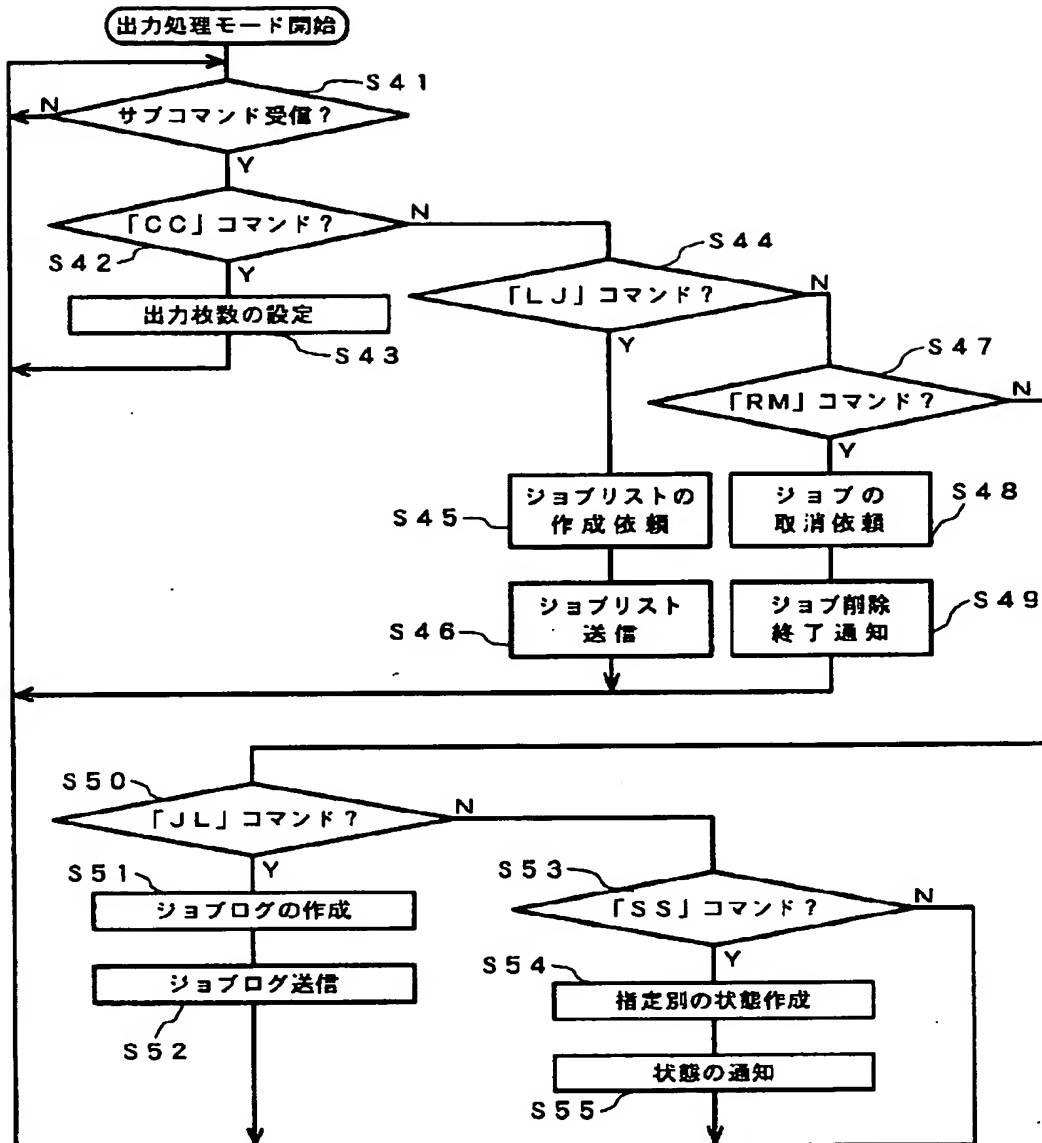 出力処理モード開始
S41
N
サブコマンド受信?
Y
「CC」コマンド?
N
S42
Y
S44
「LJ」コマンド?
N
出力枚数の設定
S43
Y
S47
「RM」コマンド?
N
Y
S45
ジョブリストの
作成依頼
ジョブの
取消依頼
S48
S46
ジョブリスト
送信
ジョブ削除
終了通知
S49
S50
「JL」コマンド?
N
Y
S51
ジョブログの作成
S53
「SS」コマンド?
N
Y
ジョブログ送信
S52
S54
指定別の状態作成
状態の通知
S55